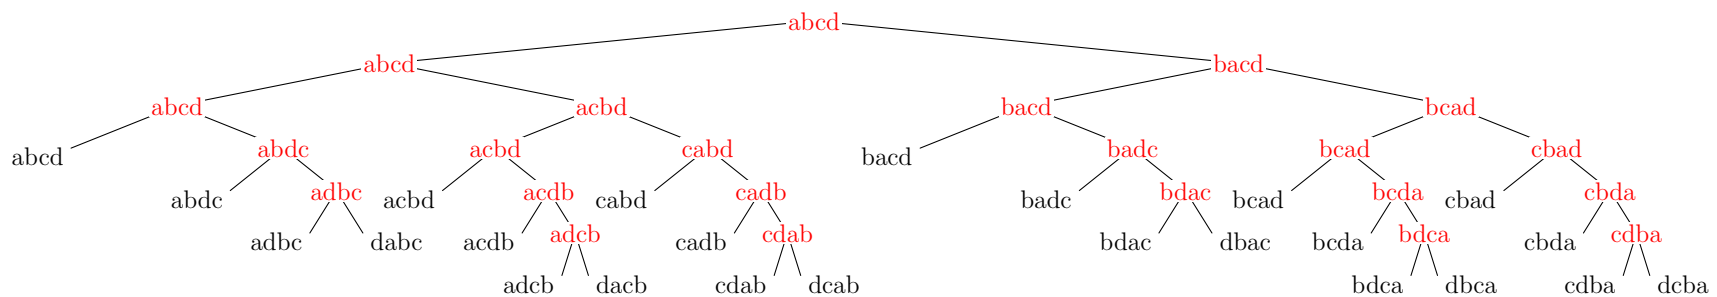 abcd
abcd bacd
abcd acbd bacd bcad
abcd abdc acbd cabd bacd badc bcad cbad
abdc adbc acbd acdb cabd cadb badc bdac bcad bcda cbad cbda
adbc dabc acdb adcb cadb cdab bdac dbac bcda bdca cbda cdba
adcb dacb cdab dcab bdca dbca cdba dcba